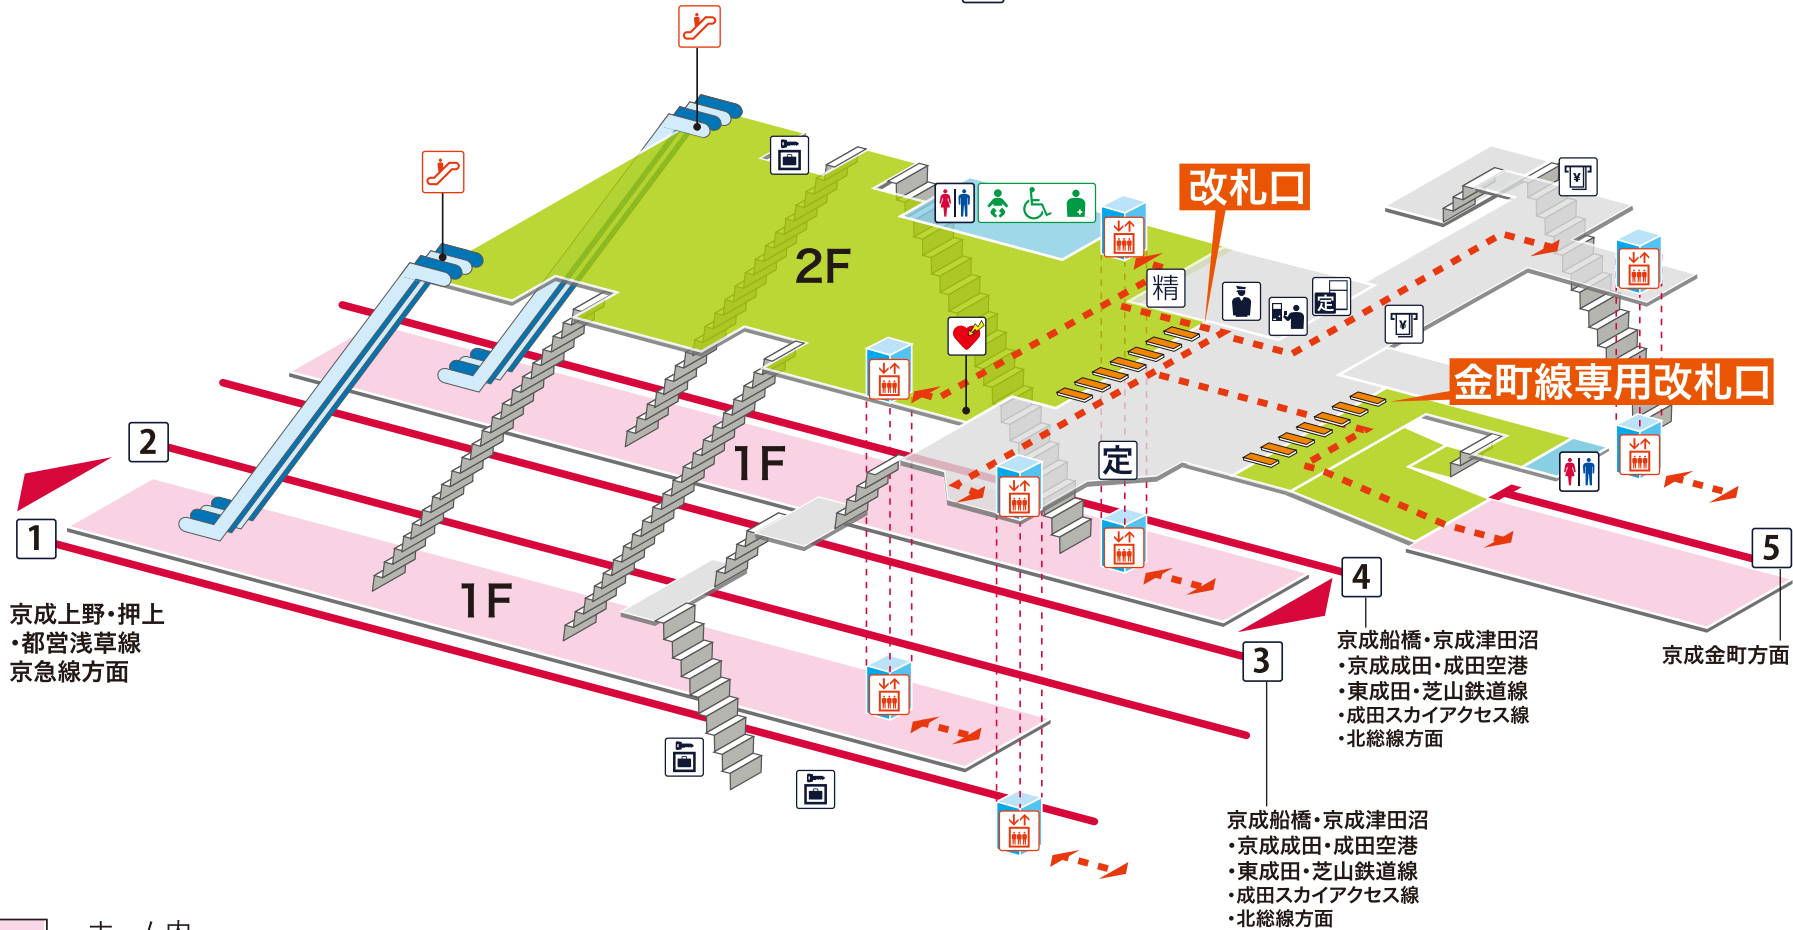 改札口
精
定
2F
金町線専用改札口
1F
定
2
1
1F
5
4
3
京成上野・押上
・都営浅草線
京急線方面
京成船橋・京成津田沼
・京成成田・成田空港
・東成田・芝山鉄道線
・成田スカイアクセス線
・北総線方面
京成金町方面
京成船橋・京成津田沼
・京成成田・成田空港
・東成田・芝山鉄道線
・成田スカイアクセス線
・北総線方面
¥
¥